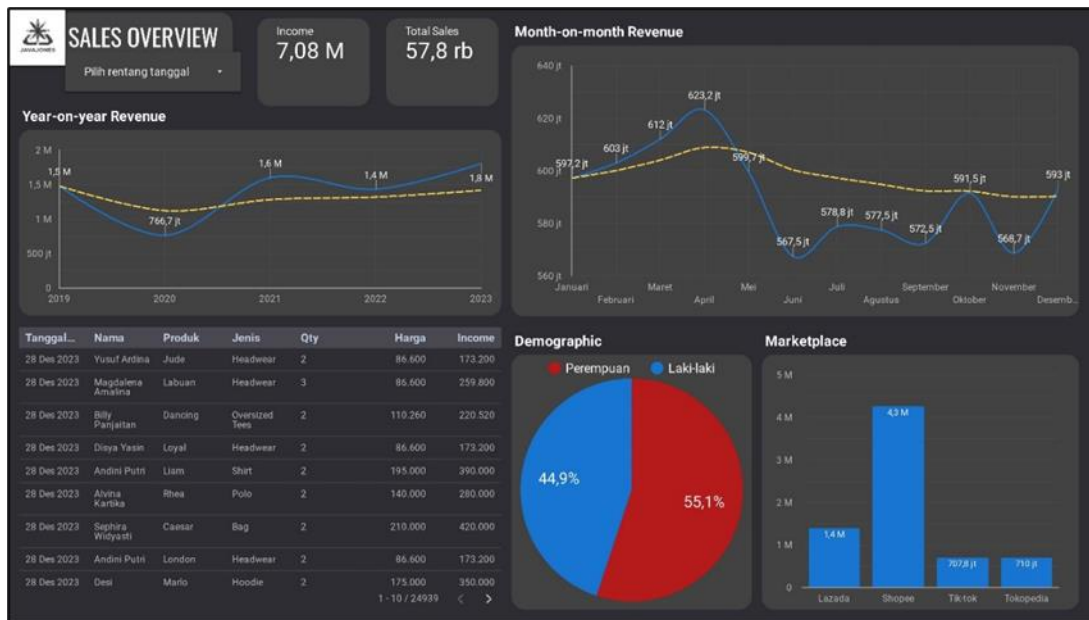 JAVAJONES
SALES OVERVIEW
Pilih rentang tanggal
Income
7,08 M
Total Sales
57,8 rb
Year-on-year Revenue
2 M
1,5 M
1 M
500 jt
0
1,5 M
766,7 jt
1,6 M
1,4 M
1,8 M
2019
2020
2021
2022
2023
Month-on-month Revenue
640 jt
620 jt
600 jt
580 jt
560 jt
597,2 jt
603 jt
612 jt
623,2 jt
599,7 jt
567,5 jt
578,8 jt
577,5 jt
572,5 jt
591,5 jt
568,7 jt
593 jt
Januari
Februari
Maret
April
Mei
Juni
Juli
Agustus
September
Oktober
November
Desemb...
Tanggal... Nama Produk Jenis Qty Harga Income
28 Des 2023 Yusuf Ardina Jude Headwear 2 86.600 173.200
28 Des 2023 Magdalena Amalina Labuan Headwear 3 86.600 259.800
28 Des 2023 Billy Panjaitan Dancing Oversized Tees 2 110.260 220.520
28 Des 2023 Disya Yasin Loyal Headwear 2 86.600 173.200
28 Des 2023 Andini Putri Liam Shirt 2 195.000 390.000
28 Des 2023 Alvina Kartika Rhea Polo 2 140.000 280.000
28 Des 2023 Sephira Widyasti Caesar Bag 2 210.000 420.000
28 Des 2023 Andini Putri London Headwear 2 86.600 173.200
28 Des 2023 Desi Marlo Hoodie 2 175.000 350.000
1 - 10 / 24939
Demographic
Perempuan
Laki-laki
44,9%
55,1%
Marketplace
5 M
4 M
3 M
2 M
1 M
0
1,4 M
4,3 M
707,8 jt
710 jt
Lazada
Shopee
Tik-tok
Tokopedia